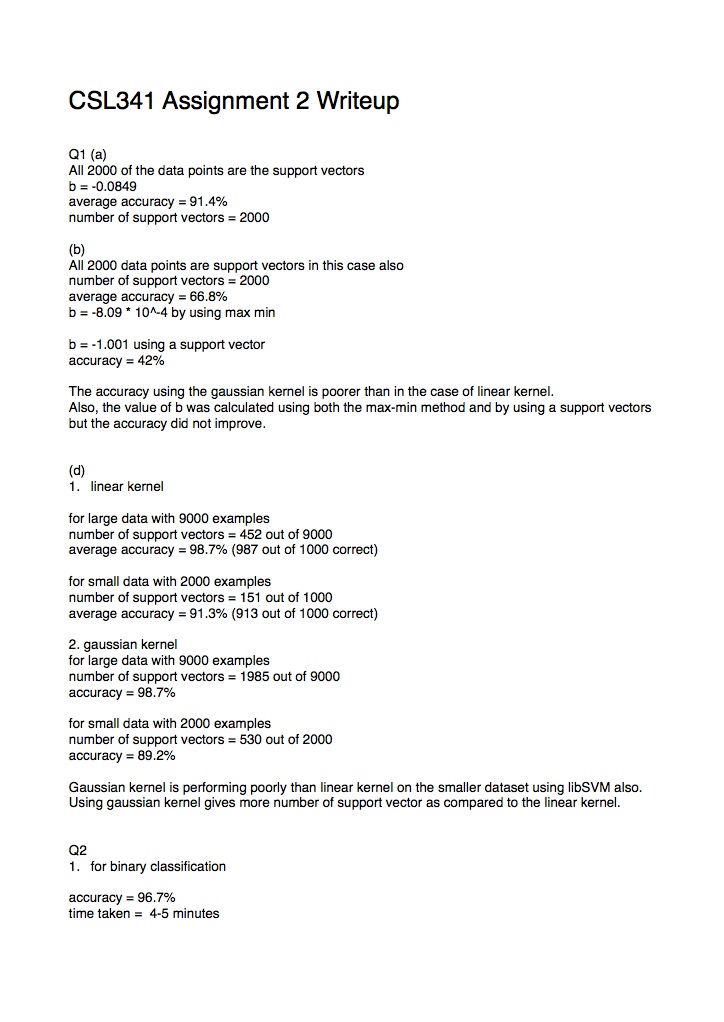 CSL341 Assignment 2 Writeup
Q1 (a)
All 2000 of the data points are the support vectors
b = -0.0849
average accuracy = 91.4%
number of support vectors = 2000
(b)
All 2000 data points are support vectors in this case also
number of support vectors = 2000
average accuracy = 66.8%
b = -8.09 * 10^-4 by using max min
b = -1.001 using a support vector
accuracy = 42%
The accuracy using the gaussian kernel is poorer than in the case of linear kernel.
Also, the value of b was calculated using both the max-min method and by using a support vectors
but the accuracy did not improve.
(d)
1. linear kernel
for large data with 9000 examples
number of support vectors = 452 out of 9000
average accuracy = 98.7% (987 out of 1000 correct)
for small data with 2000 examples
number of support vectors = 151 out of 1000
average accuracy = 91.3% (913 out of 1000 correct)
2. gaussian kernel
for large data with 9000 examples
number of support vectors = 1985 out of 9000
accuracy = 98.7%
for small data with 2000 examples
number of support vectors = 530 out of 2000
accuracy = 89.2%
Gaussian kernel is performing poorly than linear kernel on the smaller dataset using libSVM also.
Using gaussian kernel gives more number of support vector as compared to the linear kernel.
Q2
1. for binary classification
accuracy = 96.7%
time taken = 4-5 minutes